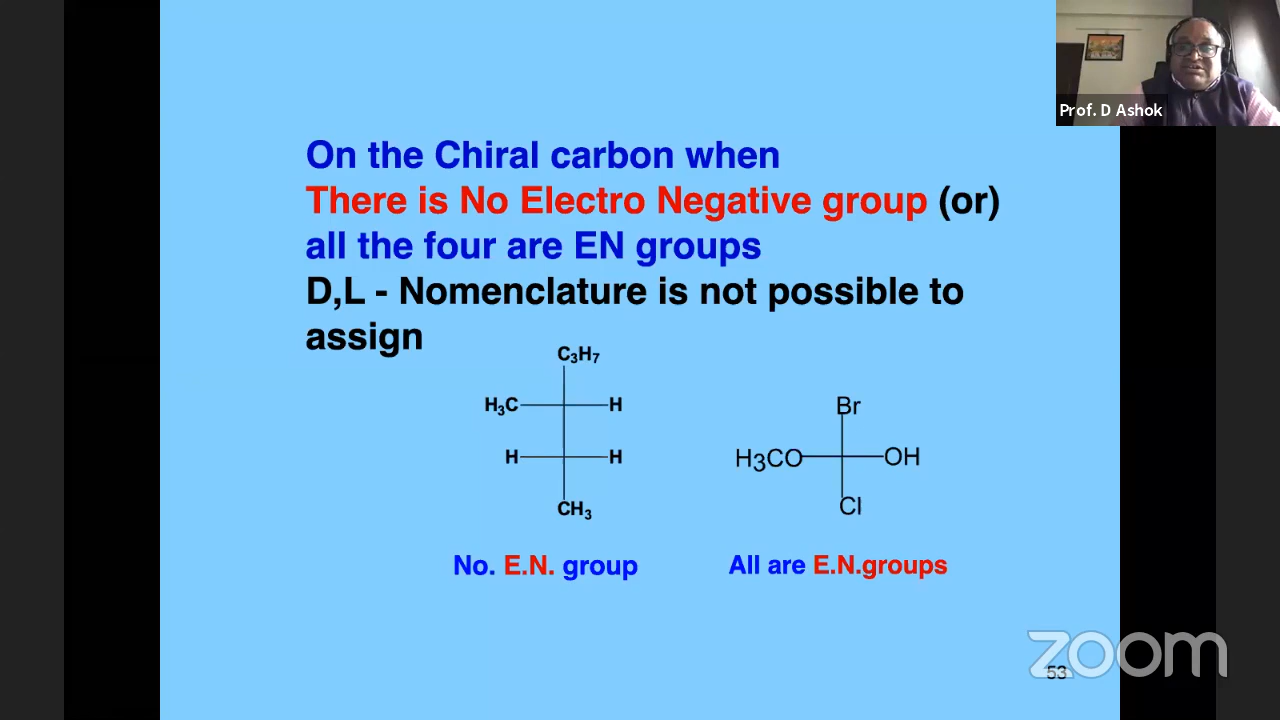 Prof. D Ashok
On the Chiral carbon when
There is No Electro Negative group (or)
all the four are EN groups
D,L - Nomenclature is not possible to
assign
C₃H₇
H₃C H
H H
CH₃
Br
H₃CO OH
Cl
No. E.N. group
All are E.N.groups
zoom
53